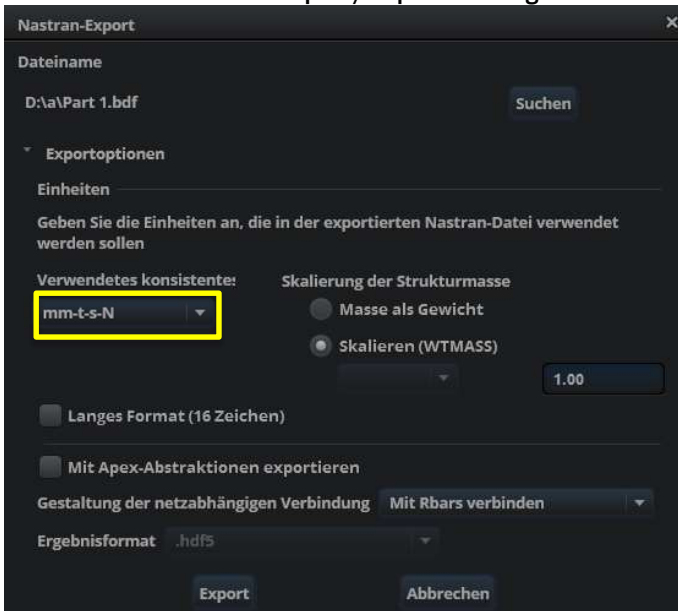 Nastran-Export ×
Dateiname
D:\a\Part 1.bdf Suchen
Exportoptionen
Einheiten
Geben Sie die Einheiten an, die in der exportierten Nastran-Datei verwendet
werden sollen
Verwendetes konsistente: Skalierung der Strukturmasse
mm-t-s-N Masse als Gewicht
Skalieren (WTMASS)
1.00
Langes Format (16 Zeichen)
Mit Apex-Abstraktionen exportieren
Gestaltung der netzabhängigen Verbindung Mit Rbars verbinden
Ergebnisformat .hdf5
Export Abbrechen